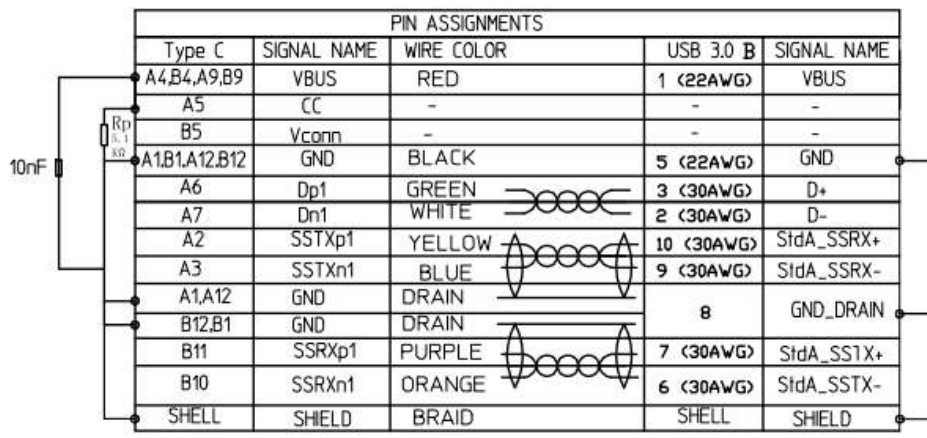 PIN ASSIGNMENTS
Type C SIGNAL NAME WIRE COLOR USB 3.0 B SIGNAL NAME
A4,B4,A9,B9 VBUS RED 1 (22AWG) VBUS
A5 CC - - -
Rp
5.1
KΩ
B5 Vconn - - -
10nF
A1,B1,A12,B12 GND BLACK 5 (22AWG) GND
A6 Dp1 GREEN 3 (30AWG) D+
A7 Dn1 WHITE 2 (30AWG) D-
A2 SSTXp1 YELLOW 10 (30AWG) StdA_SSRX+
A3 SSTXn1 BLUE 9 (30AWG) StdA_SSRX-
A1,A12 GND DRAIN
8 GND_DRAIN
B12,B1 GND DRAIN
B11 SSRXp1 PURPLE 7 (30AWG) StdA_SSTX+
B10 SSRXn1 ORANGE 6 (30AWG) StdA_SSTX-
SHELL SHIELD BRAID SHELL SHIELD